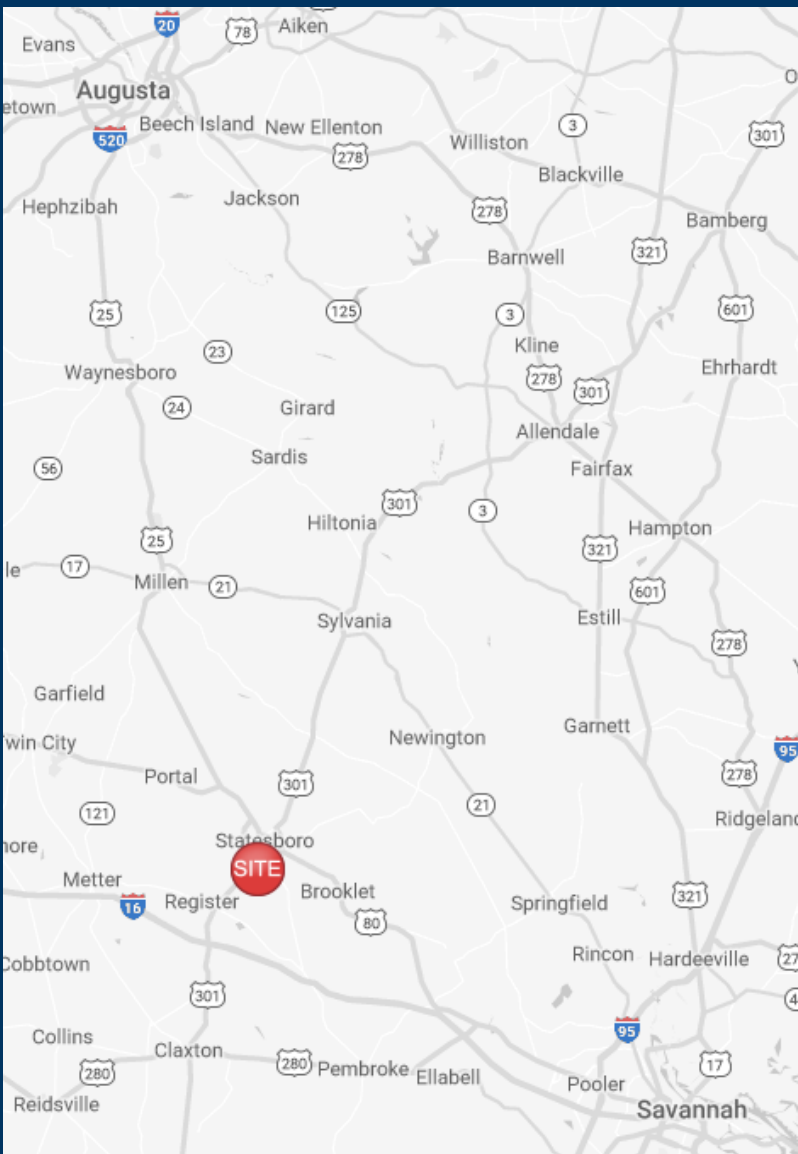 20
78
Aiken
Evans
Augusta
O
etown
Beech Island
New Ellenton
3
301
520
278
Williston
Blackville
Hephzibah
Jackson
278
Bamberg
321
Barnwell
25
125
3
601
23
Kline
Waynesboro
278
301
Ehrhardt
24
Girard
Allendale
56
Sardis
Fairfax
301
Hiltonia
3
Hampton
25
321
le
17
Millen
21
601
Sylvania
Estill
278
Y
Garfield
Garnett
win City
Newington
95
Portal
301
278
121
21
Ridgeland
Statesboro
nore
SITE
Metter
Brooklet
321
16
Register
80
Springfield
Cobbtown
Rincon
Hardeeville
27
301
4
95
Collins
Claxton
280
280
Pembroke
Ellabell
17
Reidsville
Pooler
Savannah